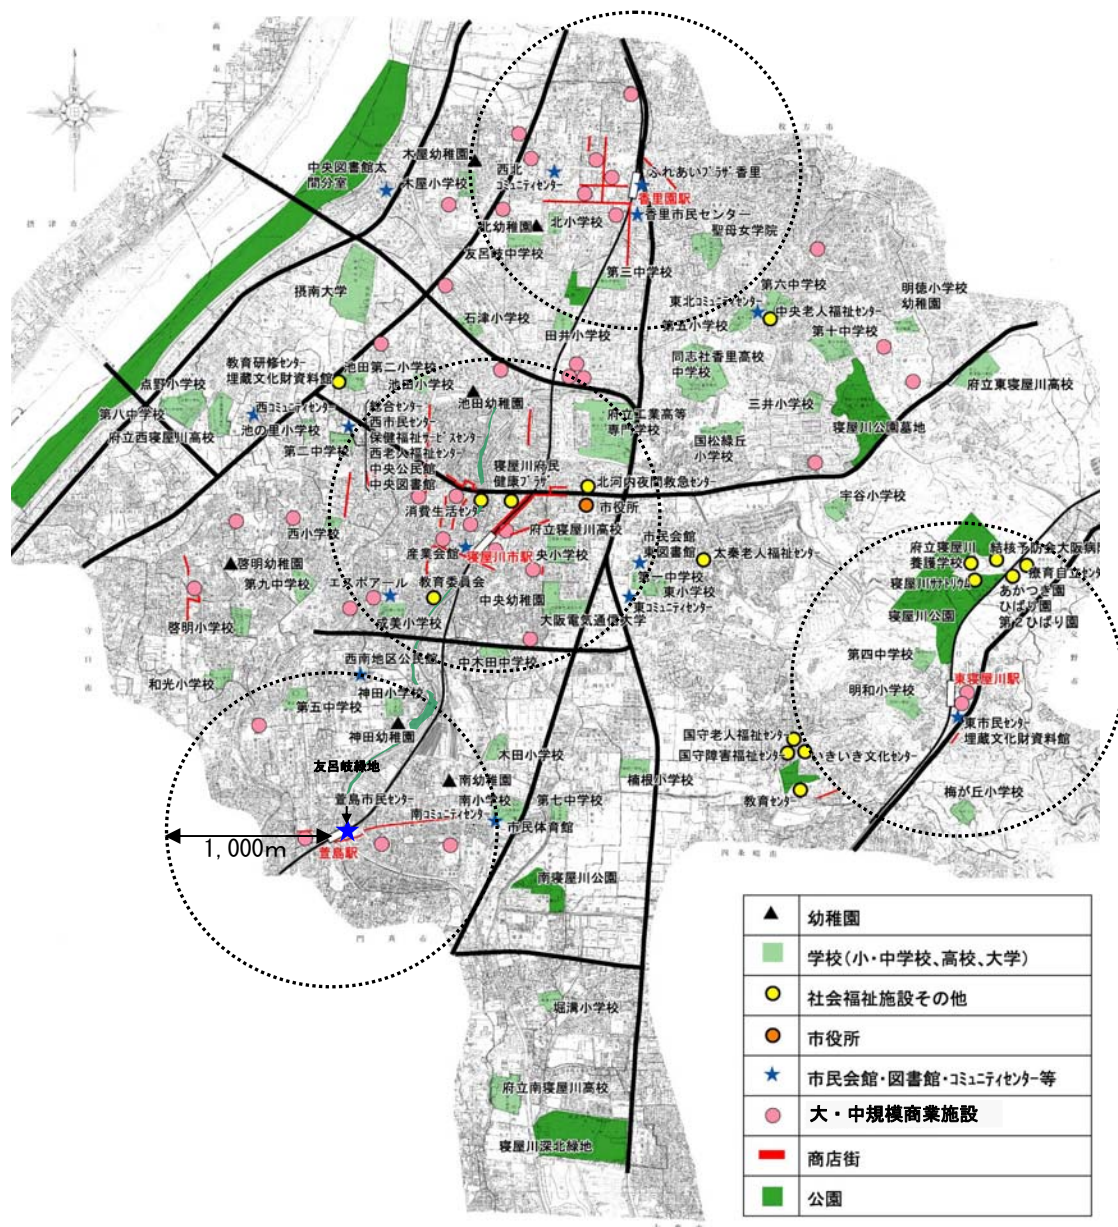 高槻市
枚方市
摂津市
木屋幼稚園
中央図書館太
間分室
木屋小学校
西北
コミュニティセンター
ふれあいプラザ香里
香里園駅
香里市民センター
北幼稚園
北小学校
聖母女学院
友呂岐中学校
第三中学校
第六中学校
明徳小学校
幼稚園
摂南大学
東北コミュニティセンター
中央老人福祉センター
石津小学校
田井小学校
第五小学校
第十中学校
教育研修センター
埋蔵文化財資料館
池田第二小学校
同志社香里高校
中学校
点野小学校
池田小学校
府立東寝屋川高校
池田幼稚園
三井小学校
第八中学校
西コミュニティセンター
総合センター
西市民センター
保健福祉サービスセンター
西老人福祉センター
中央公民館
中央図書館
府立工業高等
専門学校
寝屋川公園墓地
府立西寝屋川高校
池の里小学校
第二中学校
国松緑丘
小学校
寝屋川府民
健康プラザ
北河内夜間救急センター
宇谷小学校
消費生活センター
市役所
西小学校
府立寝屋川高校
市民会館
東図書館
産業会館
寝屋川市駅
央小学校
太秦老人福祉センター
府立寝屋川
養護学校
結核予防会大阪病院
啓明幼稚園
第九中学校
エスポアール
教育委員会
第一中学校
東小学校
寝屋川サナトリウム
療育自立センター
あかつき園
ひばり園
第2ひばり園
中央幼稚園
東コミュニティセンター
寝屋川公園
啓明小学校
成美小学校
大阪電気通信大学
守口市
交野市
中木田中学校
第四中学校
西南地区公民館
東寝屋川駅
和光小学校
神田小学校
明和小学校
第五中学校
東市民センター
埋蔵文化財資料館
神田幼稚園
国守老人福祉センター
木田小学校
国守障害福祉センター
いきいき文化センター
友呂岐緑地
南幼稚園
楠根小学校
梅が丘小学校
萱島市民センター
南小学校
第七中学校
教育センター
南コミュニティセンター
市民体育館
1,000m
萱島駅
四条畷市
南寝屋川公園
門真市
堀溝小学校
府立南寝屋川高校
寝屋川深北緑地
幼稚園
学校(小・中学校、高校、大学)
社会福祉施設その他
市役所
市民会館・図書館・コミュニティセンター等
大・中規模商業施設
商店街
公園